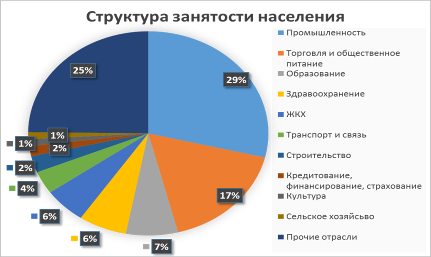 Структура занятости населения
29%
17%
7%
6%
6%
4%
2%
2%
1%
1%
25%
Промышленность
Торговля и общественное
питание
Образование
Здравоохранение
ЖКХ
Транспорт и связь
Строительство
Кредитование,
финансирование, страхование
Культура
Сельское хозяйсьво
Прочие отрасли